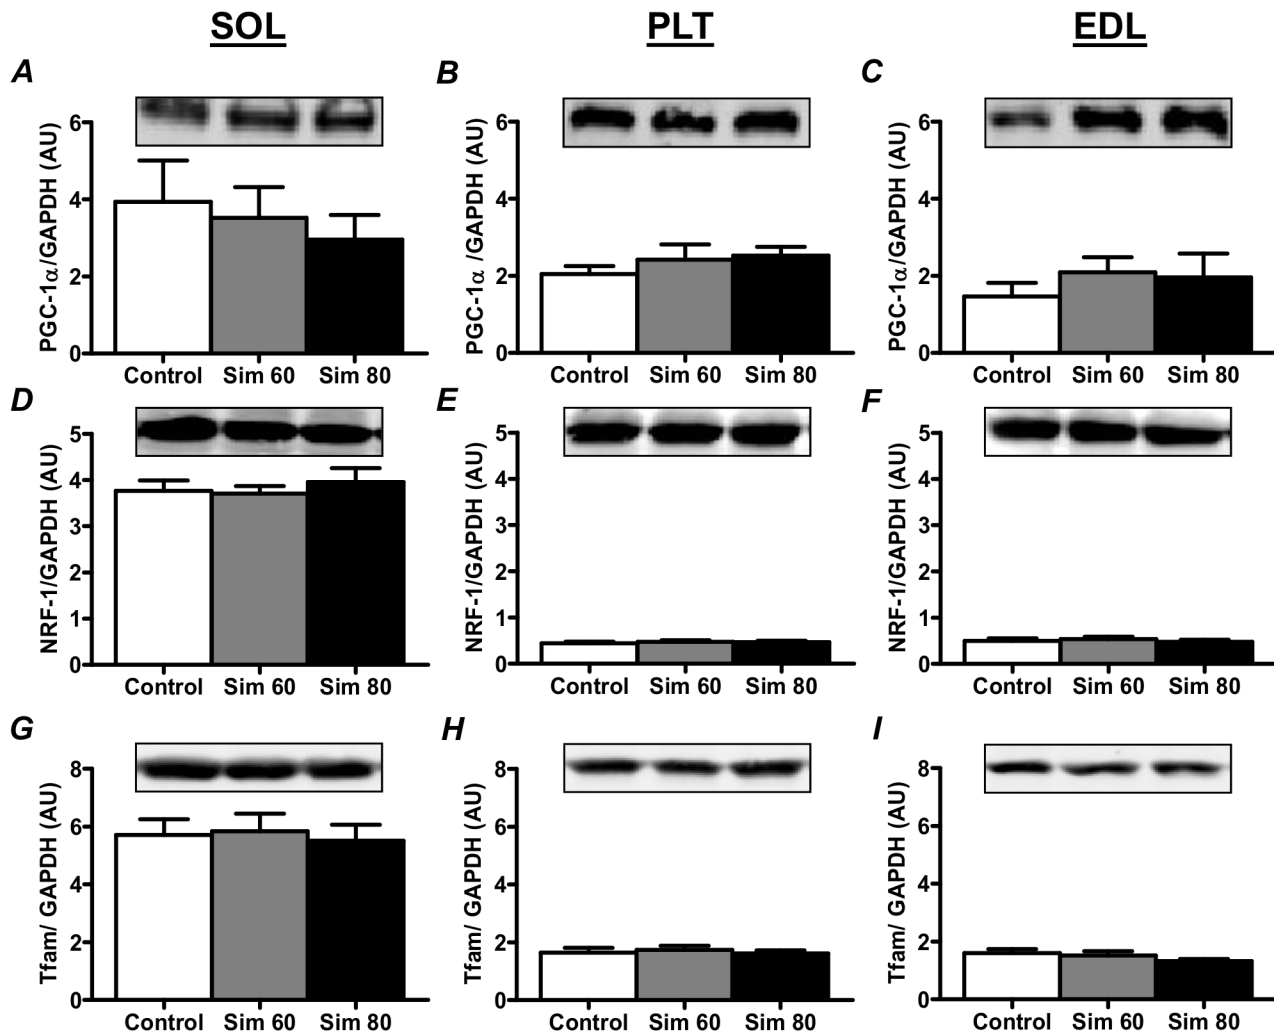 SOL
PLT
EDL
A
B
C
PGC-1α/GAPDH (AU)
6
4
2
0
Control Sim 60 Sim 80
PGC-1α /GAPDH (AU)
6
4
2
0
Control Sim 60 Sim 80
PGC-1α/GAPDH (AU)
6
4
2
0
Control Sim 60 Sim 80
D
E
F
NRF-1/GAPDH (AU)
5
4
3
2
1
0
Control Sim 60 Sim 80
NRF-1/GAPDH (AU)
5
4
3
2
1
0
Control Sim 60 Sim 80
NRF-1/GAPDH (AU)
5
4
3
2
1
0
Control Sim 60 Sim 80
G
H
I
Tfam/ GAPDH (AU)
8
6
4
2
0
Control Sim 60 Sim 80
Tfam/ GAPDH (AU)
8
6
4
2
0
Control Sim 60 Sim 80
Tfam/ GAPDH (AU)
8
6
4
2
0
Control Sim 60 Sim 80